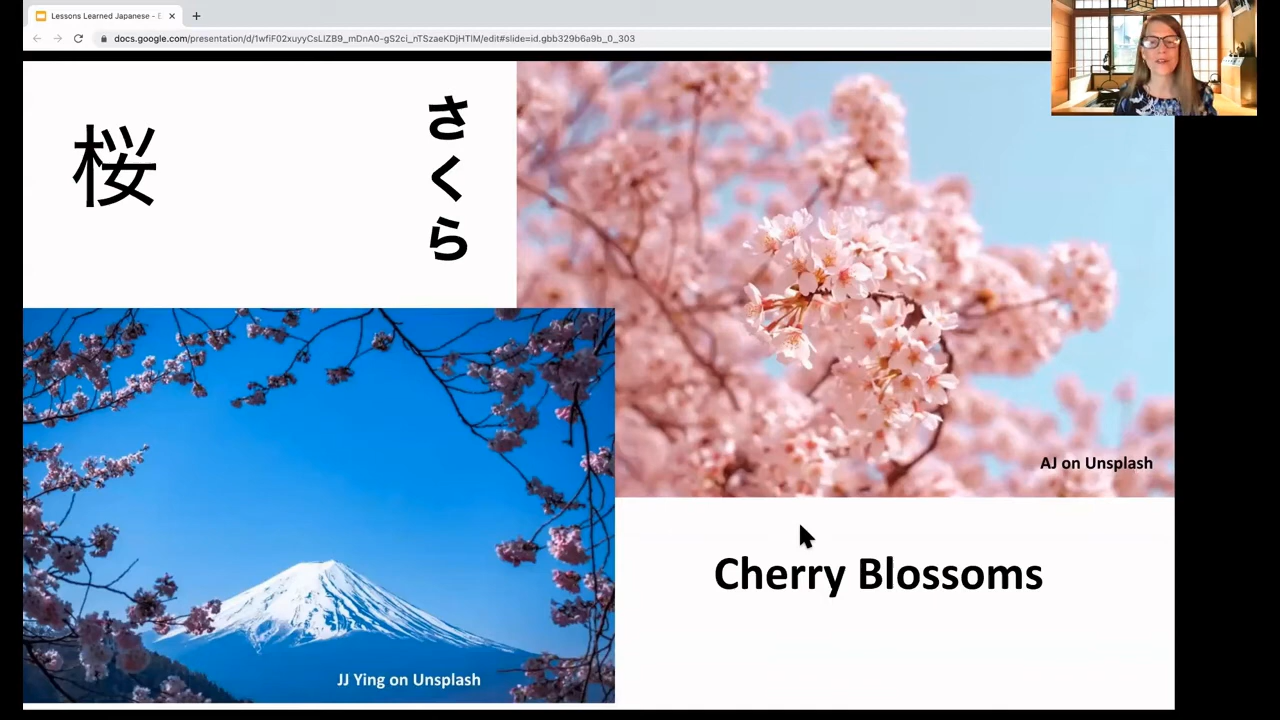 Lessons Learned Japanese - E
docs.google.com/presentation/d/1wfiF02xuyyCsLIZB9_mDnA0-gS2ci_nTSzaeKDjHTlM/edit#slide=id.gbb329b6a9b_0_303
桜
さくら
AJ on Unsplash
Cherry Blossoms
JJ Ying on Unsplash